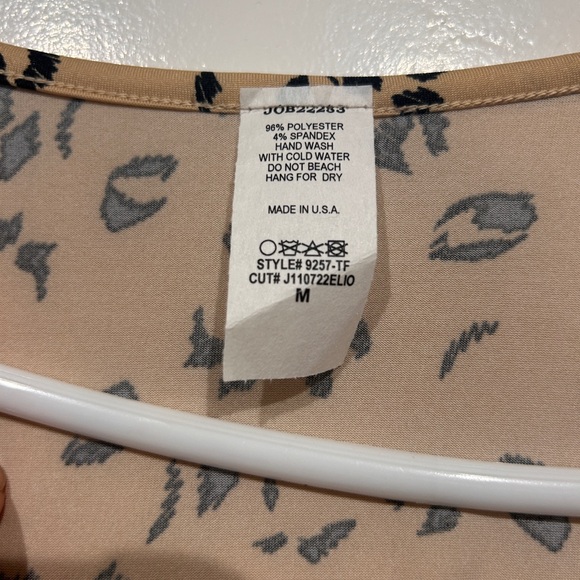 JOB22283
96% POLYESTER
4% SPANDEX
HAND WASH
WITH COLD WATER
DO NOT BEACH
HANG FOR DRY
MADE IN U.S.A.
STYLE# 9257-TF
CUT# J110722ELIO
M